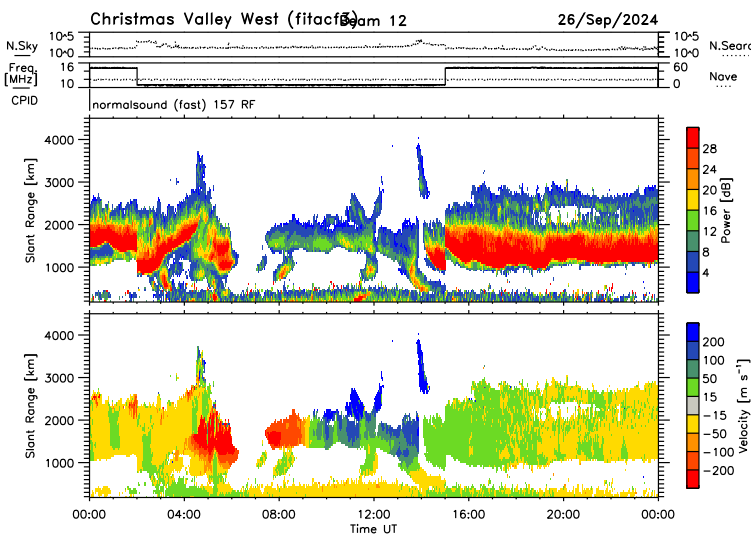 Christmas Valley West (fitacf3) Beam 12 26/Sep/2024
N.Sky 10^5 10^0 10^5 10^0 N.Searc
Freq [MHz] 16 10 60 0 Nave
CPID normalsound (fast) 157 RF
Slant Range [km] 4000 3000 2000 1000
28 24 20 16 12 8 4 Power [dB]
Slant Range [km] 4000 3000 2000 1000
200 100 50 15 −15 −50 −100 −200 Velocity [m s⁻¹]
00:00 04:00 08:00 12:00 16:00 20:00 00:00
Time UT